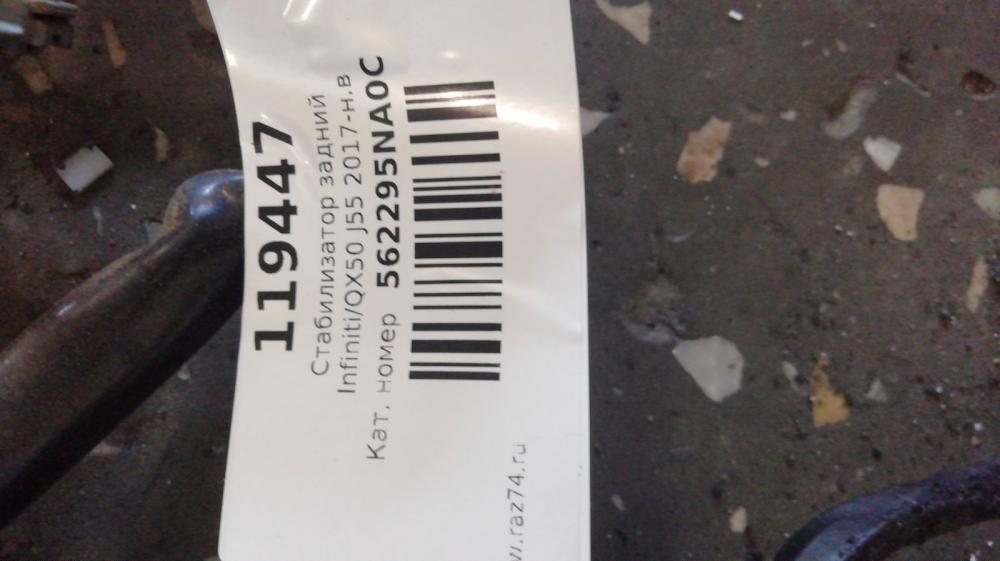 119447
Стабилизатор задний
Infiniti/QX50 J55 2017-н.в
Кат. номер 562295NA0C
w.raz74.ru